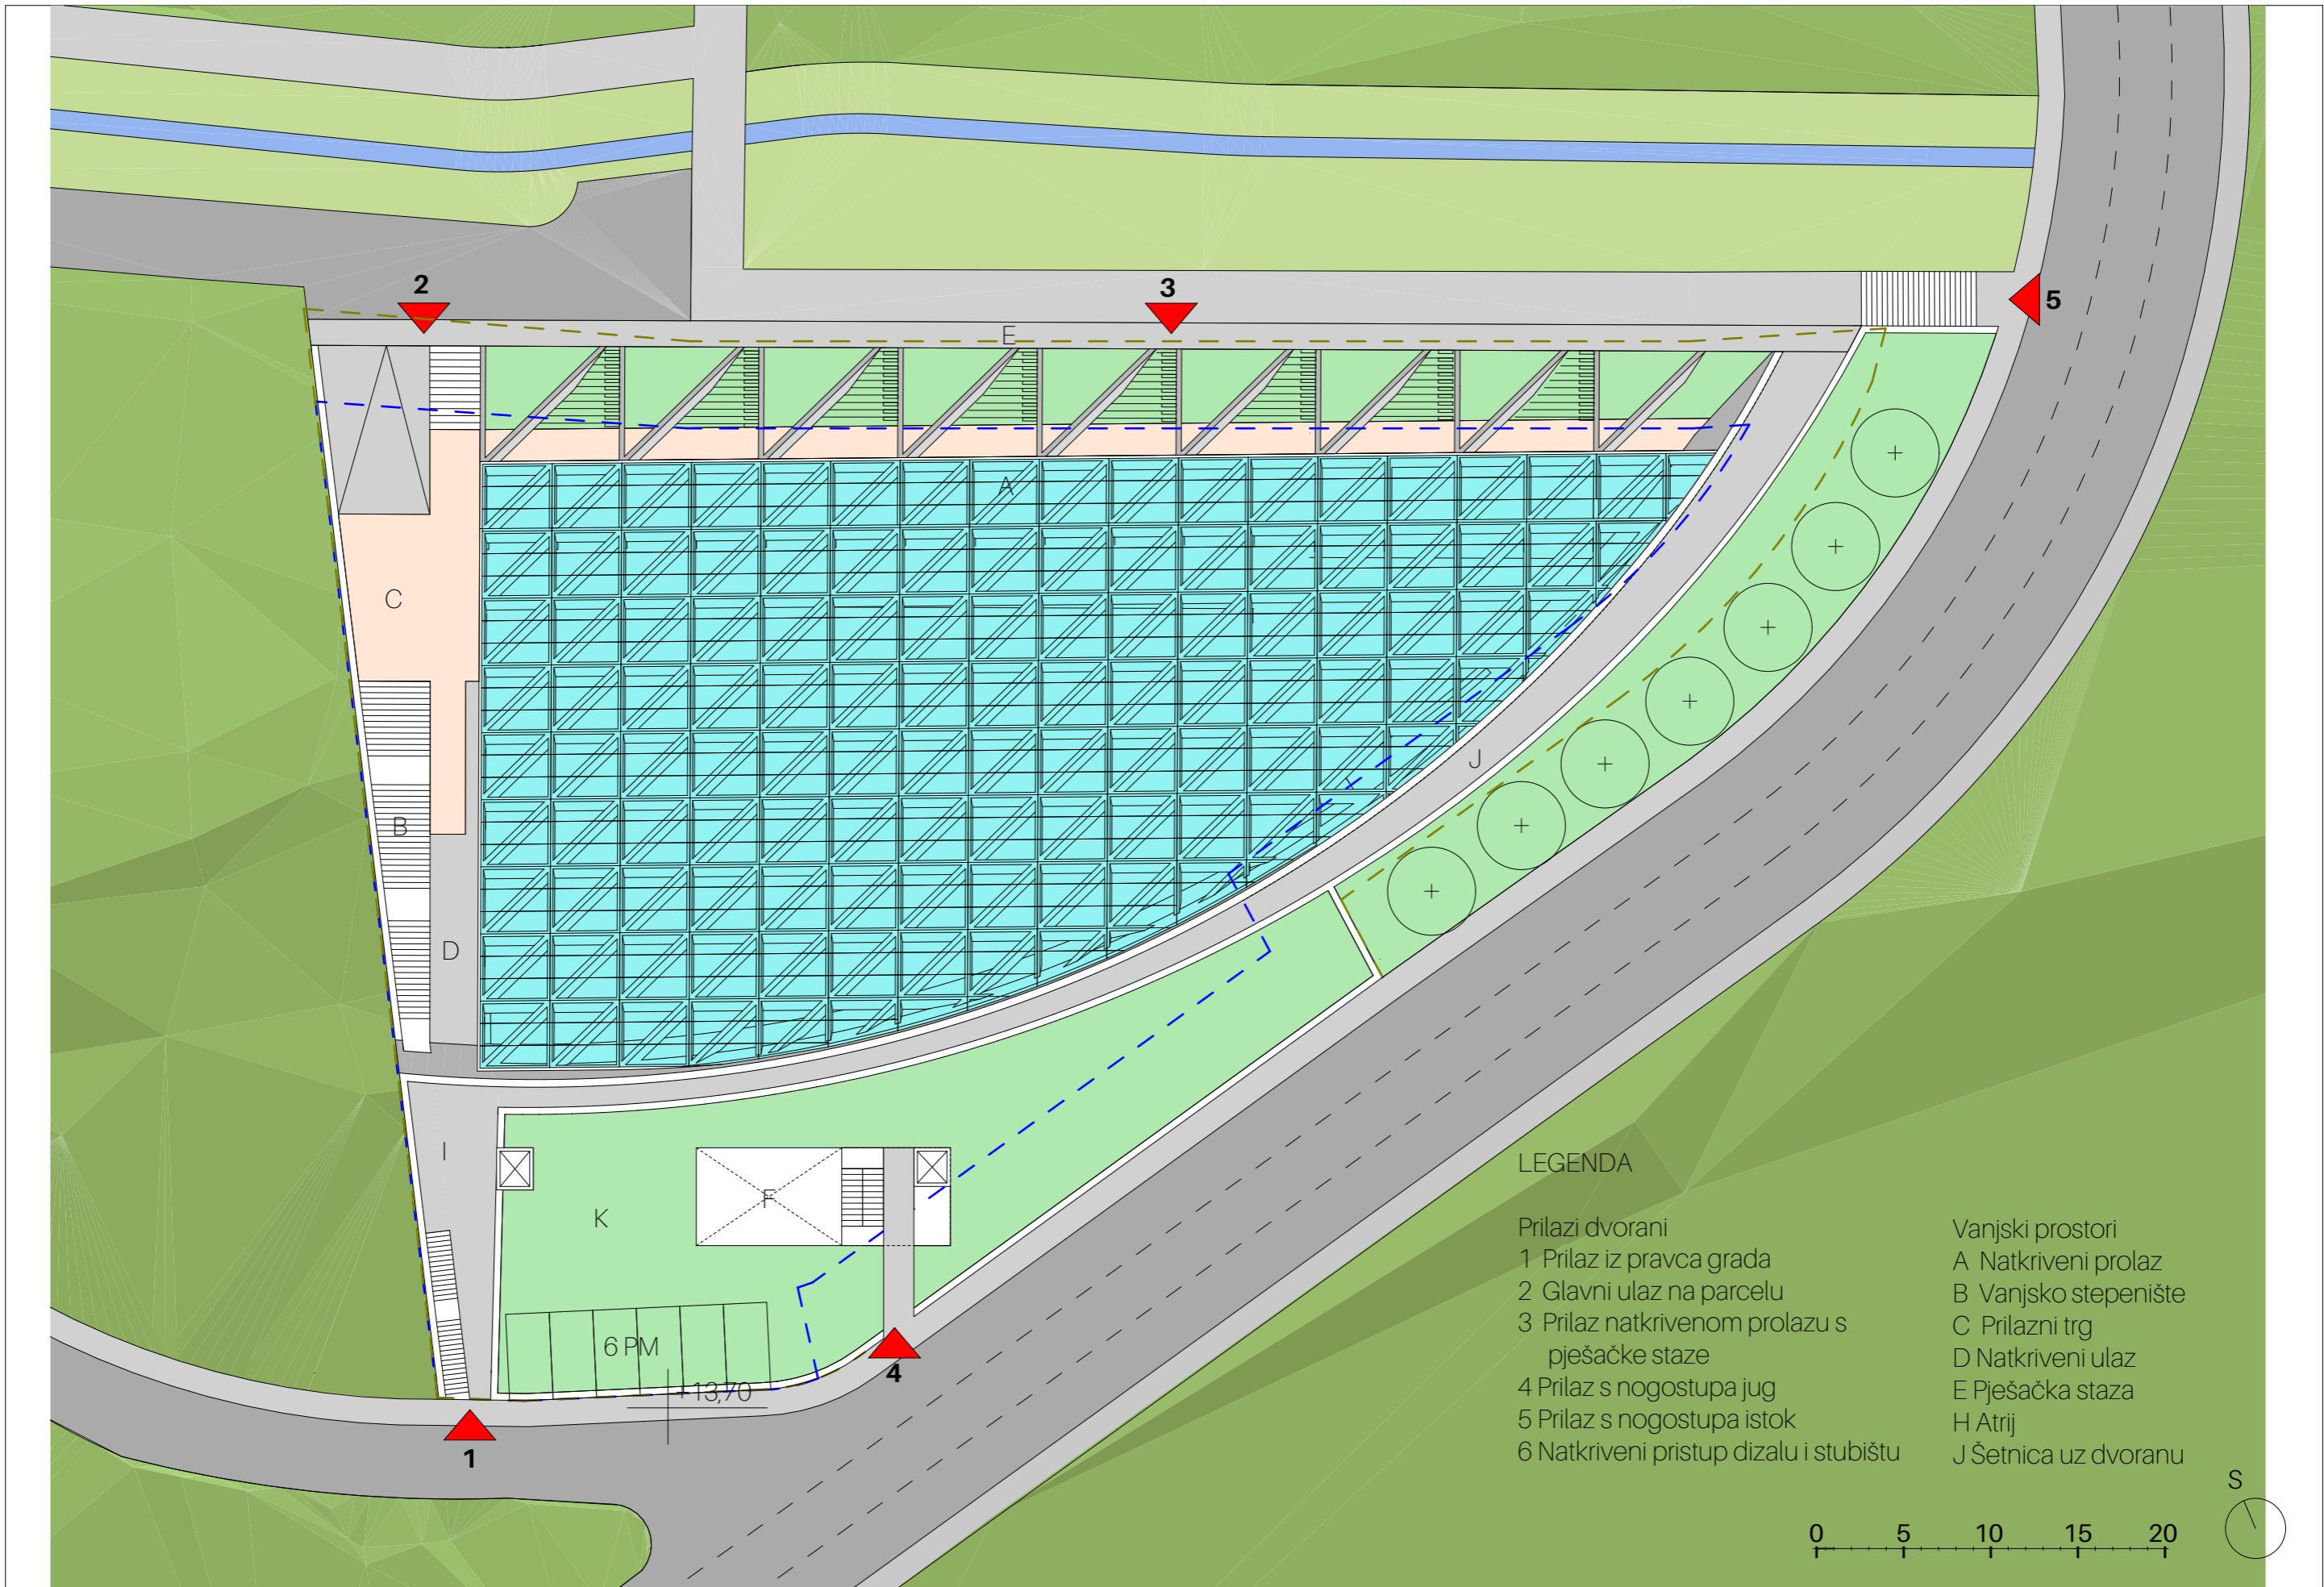 2
3
5
E
A
C
J
B
D
I
F
K
6 PM
+13,70
4
1
LEGENDA
Prilazi dvorani
1 Prilaz iz pravca grada
2 Glavni ulaz na parcelu
3 Prilaz natkrivenom prolazu s
pješačke staze
4 Prilaz s nogostupa jug
5 Prilaz s nogostupa istok
6 Natkriveni pristup dizalu i stubištu
Vanjski prostori
A Natkriveni prolaz
B Vanjsko stepenište
C Prilazni trg
D Natkriveni ulaz
E Pješačka staza
H Atrij
J Šetnica uz dvoranu
S
0 5 10 15 20